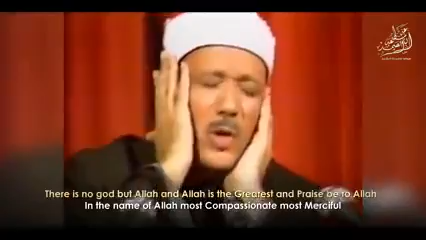 There is no god but Allah and Allah is the Greatest and Praise be to Allah
In the name of Allah most Compassionate most Merciful